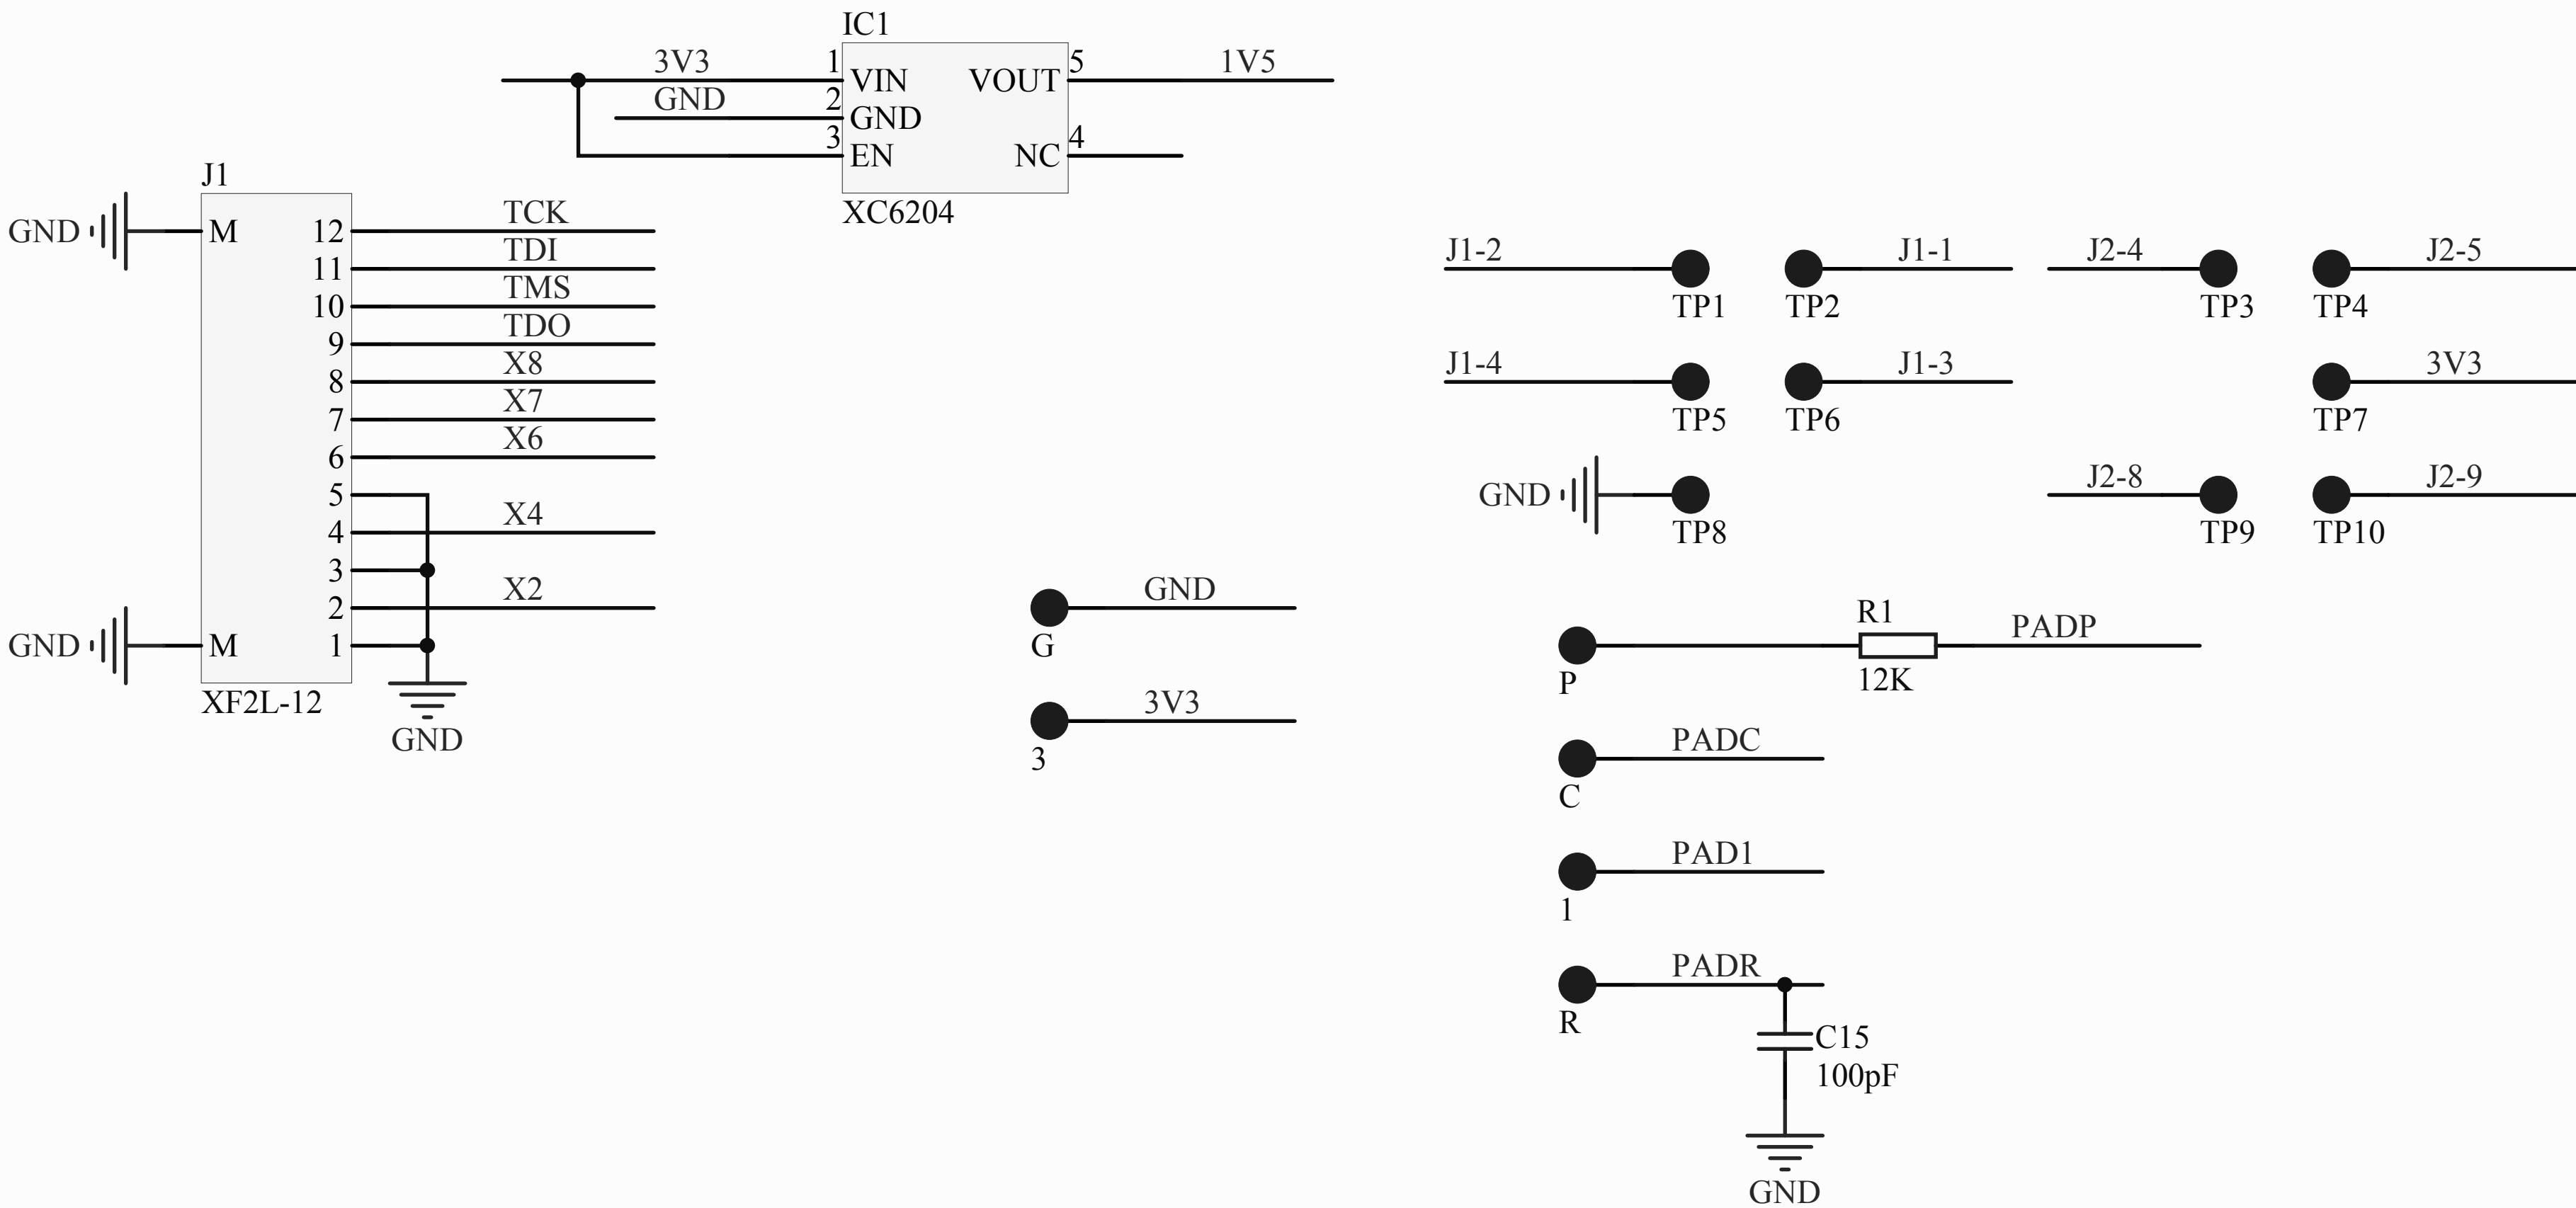 IC1
3V3 1 VIN VOUT 5 1V5
GND 2 GND
3 EN NC 4
XC6204
J1
GND M 12 TCK
11 TDI
10 TMS
9 TDO
8 X8
7 X7
6 X6
5
4 X4
3
2 X2
GND M 1
XF2L-12
GND
J1-2 J1-1 J2-4 J2-5
TP1 TP2 TP3 TP4
J1-4 J1-3 3V3
TP5 TP6 TP7
GND J2-8 J2-9
TP8 TP9 TP10
GND
G
3V3
3
R1
PADP
P 12K
PADC
C
PAD1
1
PADR
R
C15
100pF
GND